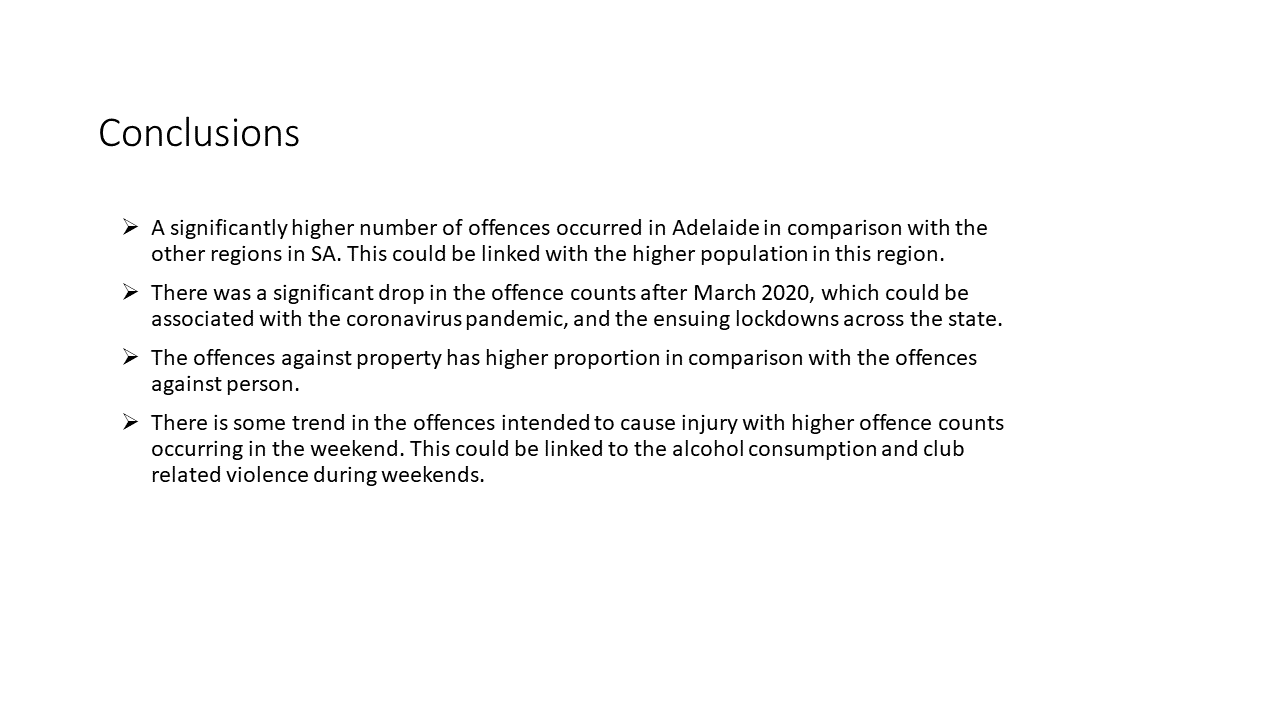 Conclusions
➢ A significantly higher number of offences occurred in Adelaide in comparison with the
other regions in SA. This could be linked with the higher population in this region.
➢ There was a significant drop in the offence counts after March 2020, which could be
associated with the coronavirus pandemic, and the ensuing lockdowns across the state.
➢ The offences against property has higher proportion in comparison with the offences
against person.
➢ There is some trend in the offences intended to cause injury with higher offence counts
occurring in the weekend. This could be linked to the alcohol consumption and club
related violence during weekends.